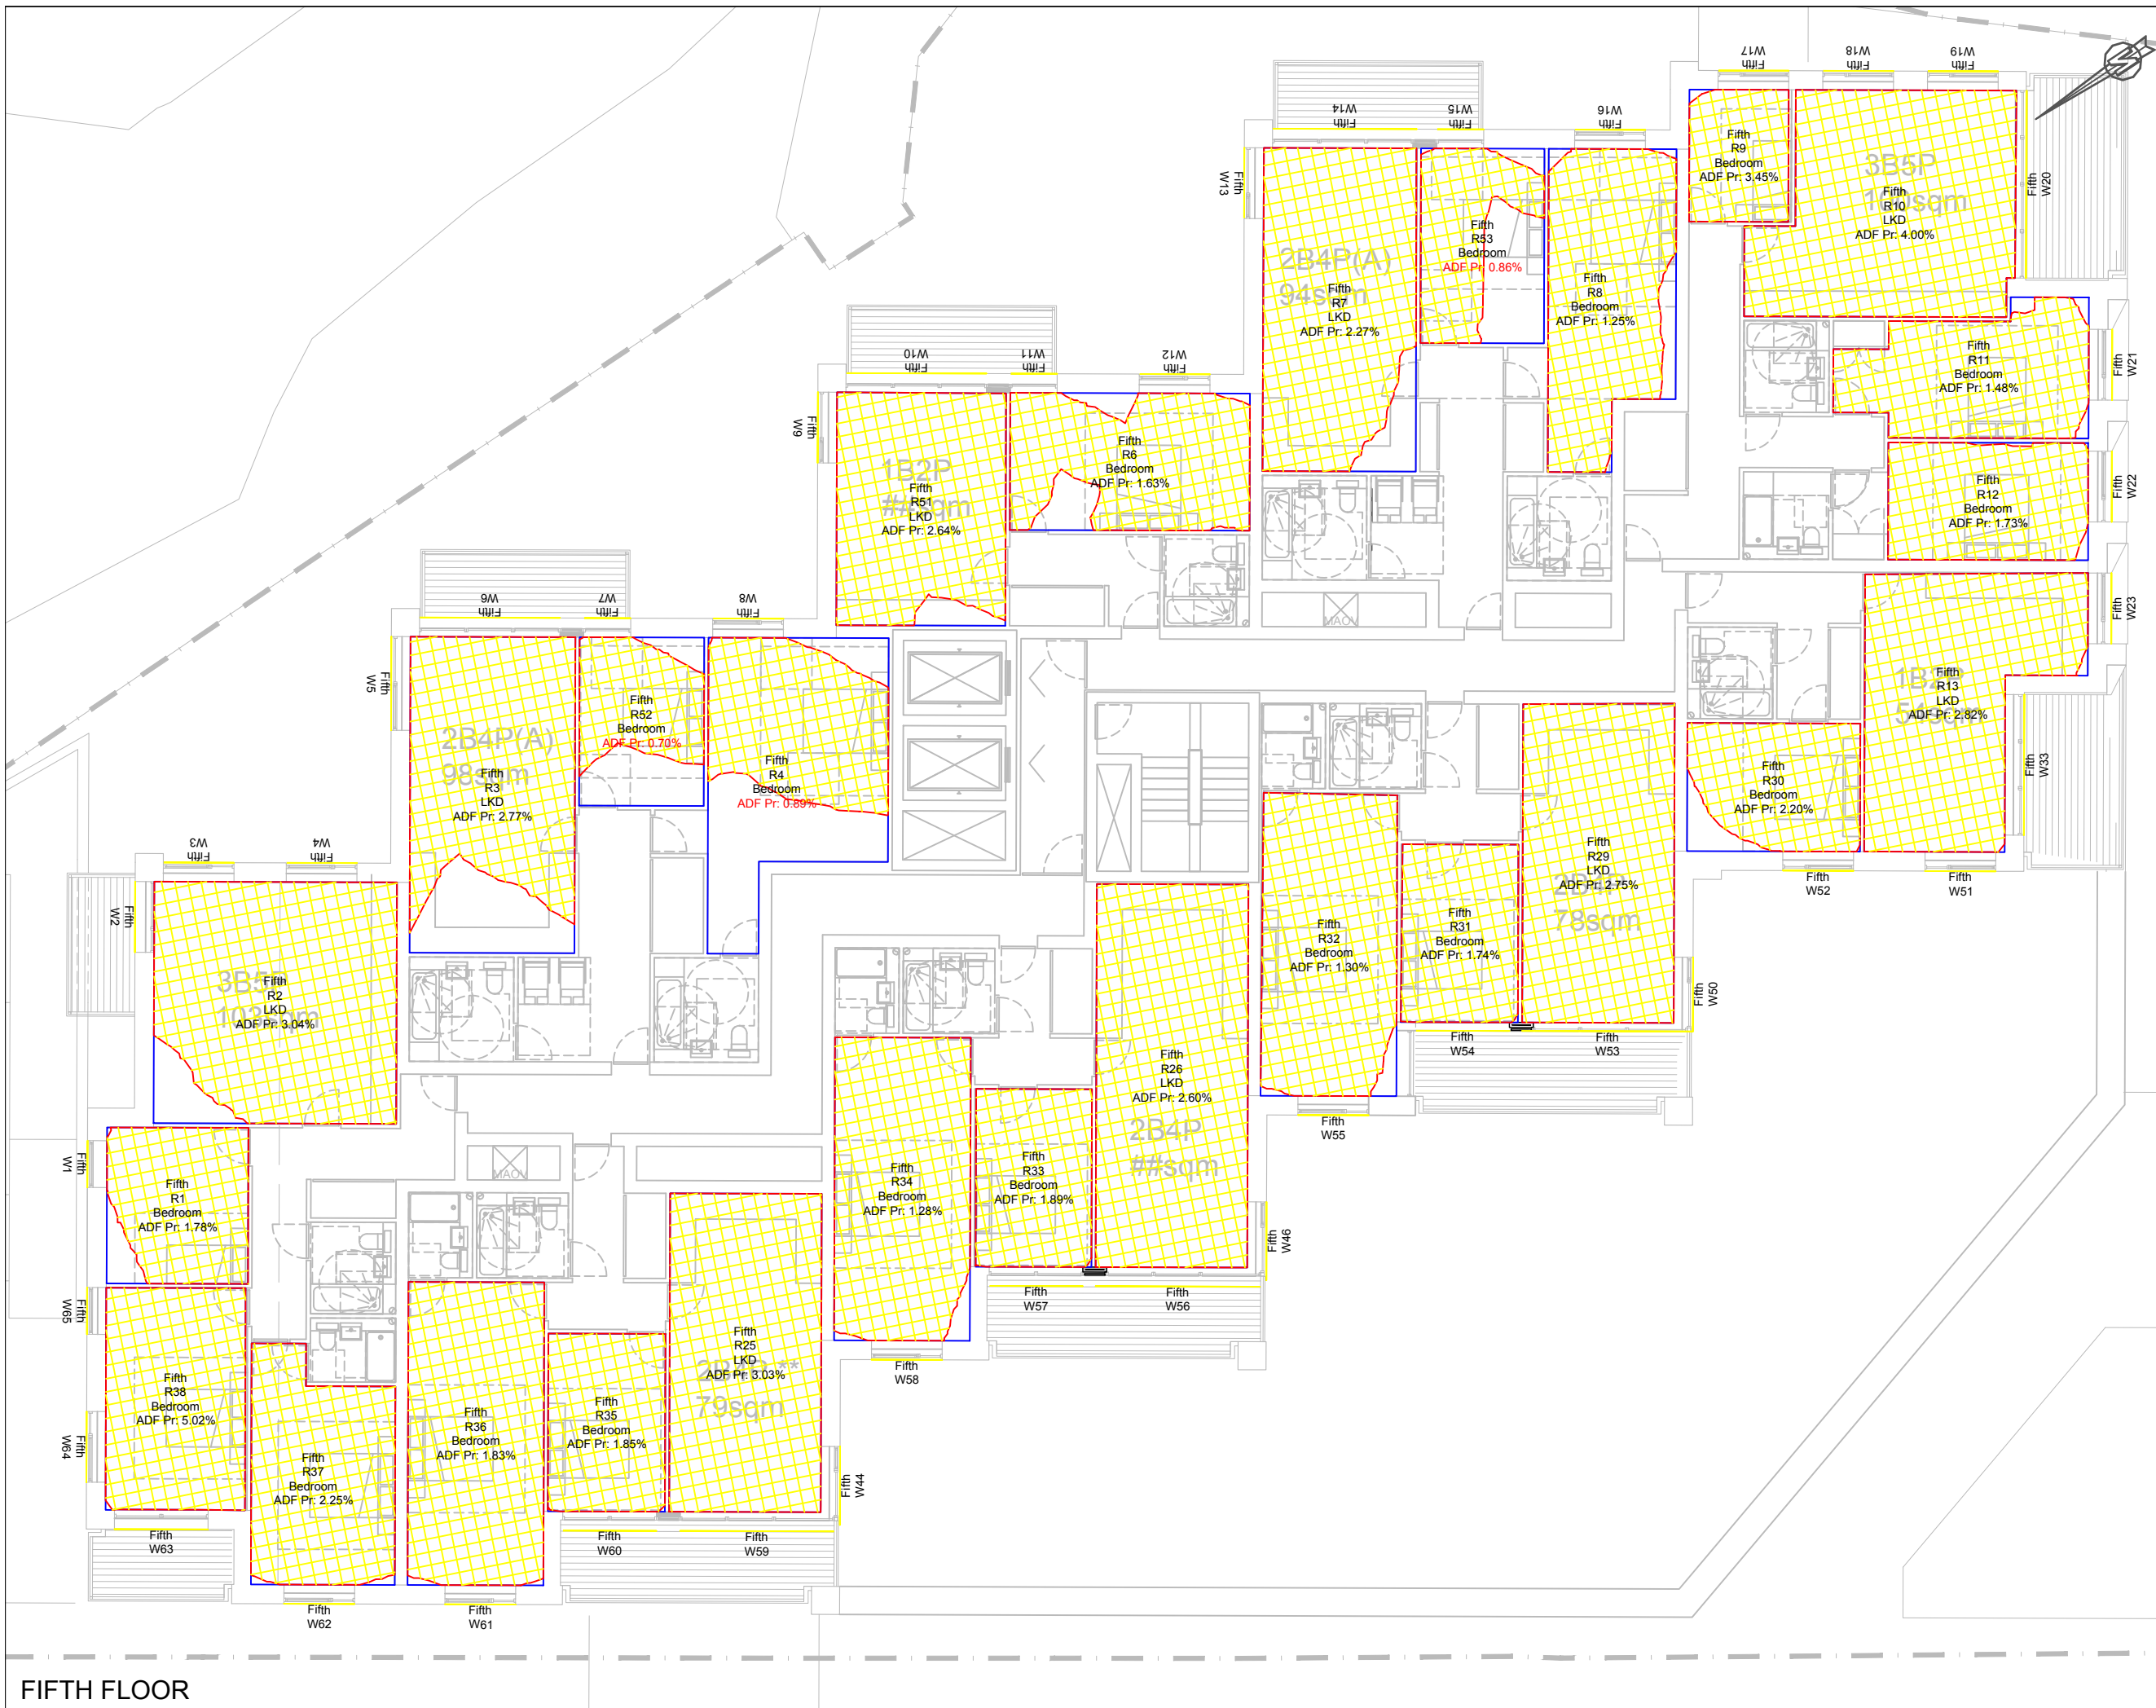 Fifth
W17
Fifth
W18
Fifth
W19
N
Fifth
W14
Fifth
W15
Fifth
W16
Fifth
W13
Fifth
W20
Fifth
R9
Bedroom
ADF Pr: 3.45%
3B5P
Fifth
R10
LKD
ADF Pr: 4.00%
2B4P(A)
94sqm
Fifth
R7
LKD
ADF Pr: 2.27%
Fifth
R53
Bedroom
ADF Pr: 0.86%
Fifth
R8
Bedroom
ADF Pr: 1.25%
Fifth
R11
Bedroom
ADF Pr: 1.48%
Fifth
W21
Fifth
W10
Fifth
W11
Fifth
W12
Fifth
W9
1B2P
##sqm
Fifth
R51
LKD
ADF Pr: 2.64%
Fifth
R6
Bedroom
ADF Pr: 1.63%
Fifth
R12
Bedroom
ADF Pr: 1.73%
Fifth
W22
Fifth
W23
MAOV
Fifth
W6
Fifth
W7
Fifth
W8
Fifth
W5
2B4P(A)
98sqm
Fifth
R3
LKD
ADF Pr: 2.77%
Fifth
R52
Bedroom
ADF Pr: 0.70%
Fifth
R4
Bedroom
ADF Pr: 0.89%
1B2P
54sqm
Fifth
R13
LKD
ADF Pr: 2.82%
Fifth
W33
Fifth
R30
Bedroom
ADF Pr: 2.20%
Fifth
W52
Fifth
W51
2B4P
78sqm
Fifth
R29
LKD
ADF Pr: 2.75%
Fifth
R31
Bedroom
ADF Pr: 1.74%
Fifth
R32
Bedroom
ADF Pr: 1.30%
Fifth
W50
Fifth
W54
Fifth
W53
Fifth
W55
Fifth
W3
Fifth
W4
Fifth
W2
3B5P
103sqm
Fifth
R2
LKD
ADF Pr: 3.04%
Fifth
R26
LKD
ADF Pr: 2.60%
2B4P
##sqm
Fifth
R33
Bedroom
ADF Pr: 1.89%
Fifth
R34
Bedroom
ADF Pr: 1.28%
Fifth
W46
Fifth
W57
Fifth
W56
Fifth
W58
MAOV
Fifth
W1
Fifth
R1
Bedroom
ADF Pr: 1.78%
Fifth
W65
Fifth
R38
Bedroom
ADF Pr: 5.02%
Fifth
W64
Fifth
R37
Bedroom
ADF Pr: 2.25%
Fifth
R36
Bedroom
ADF Pr: 1.83%
Fifth
R35
Bedroom
ADF Pr: 1.85%
2B4P **
79sqm
Fifth
R25
LKD
ADF Pr: 3.03%
Fifth
W44
Fifth
W63
Fifth
W60
Fifth
W59
Fifth
W62
Fifth
W61
FIFTH FLOOR